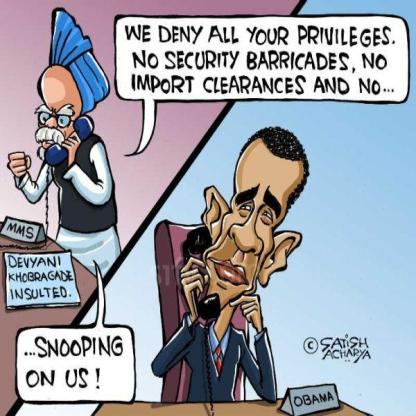 WE DENY ALL YOUR PRIVILEGES.
NO SECURITY BARRICADES, NO
IMPORT CLEARANCES AND NO...
MMS
DEVYANI
KHOBRAGADE
INSULTED.
...SNOOPING
ON US!
© SATISH
ACHARYA
OBAMA